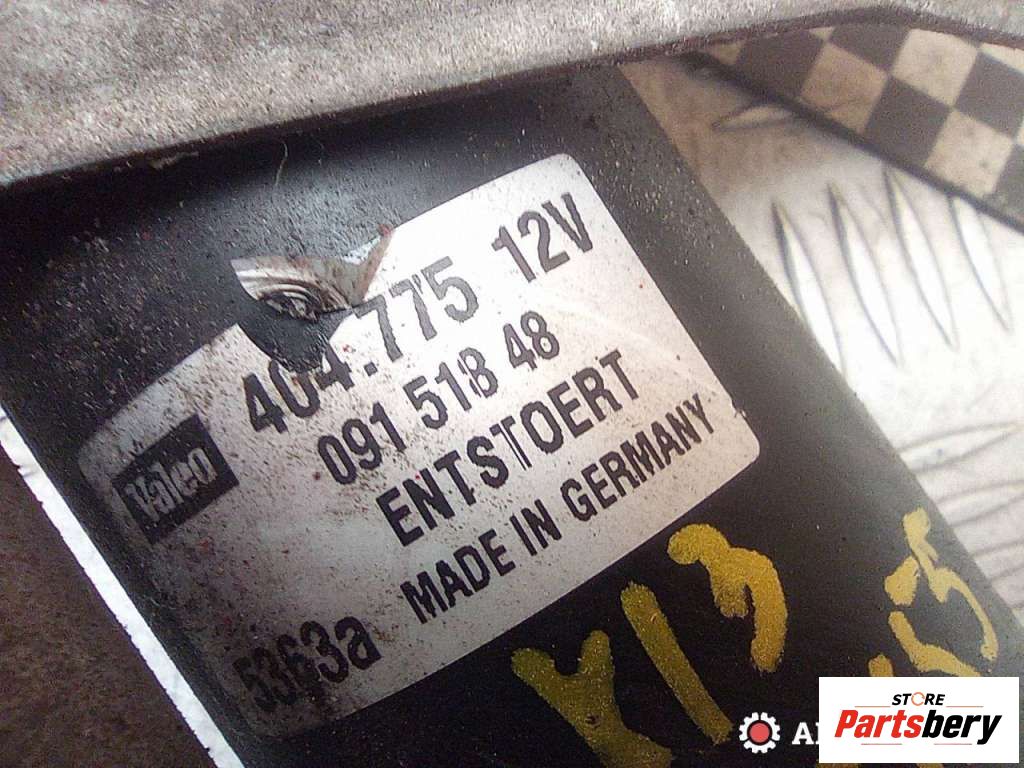 404.775 12V
091 518 48
Valeo
ENTSTOERT
MADE IN GERMANY
5363a
STORE
Partsbery